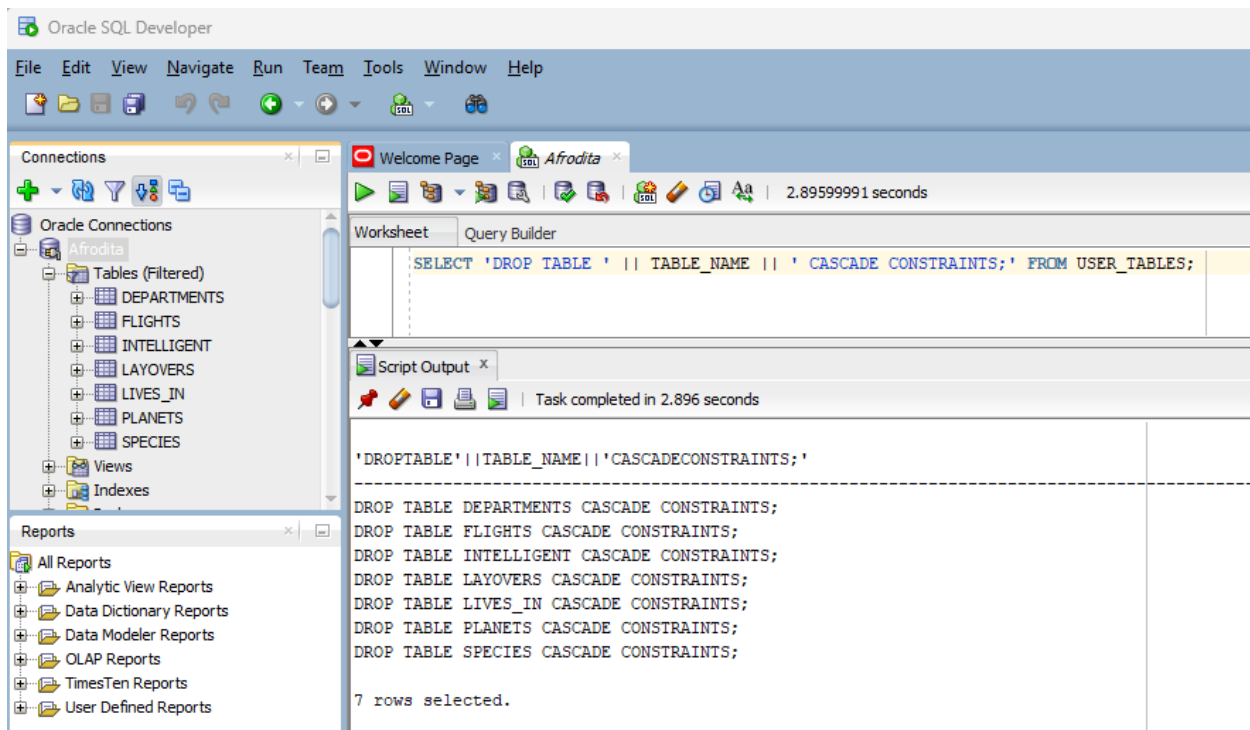 Oracle SQL Developer
File Edit View Navigate Run Team Tools Window Help
Connections
Oracle Connections
Afrodita
Tables (Filtered)
DEPARTMENTS
FLIGHTS
INTELLIGENT
LAYOVERS
LIVES_IN
PLANETS
SPECIES
Views
Indexes
Reports
All Reports
Analytic View Reports
Data Dictionary Reports
Data Modeler Reports
OLAP Reports
TimesTen Reports
User Defined Reports
Welcome Page
Afrodita
2.89599991 seconds
Worksheet Query Builder
SELECT 'DROP TABLE ' || TABLE_NAME || ' CASCADE CONSTRAINTS;' FROM USER_TABLES;
Script Output
Task completed in 2.896 seconds
'DROPTABLE'||TABLE_NAME||'CASCADECONSTRAINTS;'
--------------------------------------------------------------------------------
DROP TABLE DEPARTMENTS CASCADE CONSTRAINTS;
DROP TABLE FLIGHTS CASCADE CONSTRAINTS;
DROP TABLE INTELLIGENT CASCADE CONSTRAINTS;
DROP TABLE LAYOVERS CASCADE CONSTRAINTS;
DROP TABLE LIVES_IN CASCADE CONSTRAINTS;
DROP TABLE PLANETS CASCADE CONSTRAINTS;
DROP TABLE SPECIES CASCADE CONSTRAINTS;
7 rows selected.